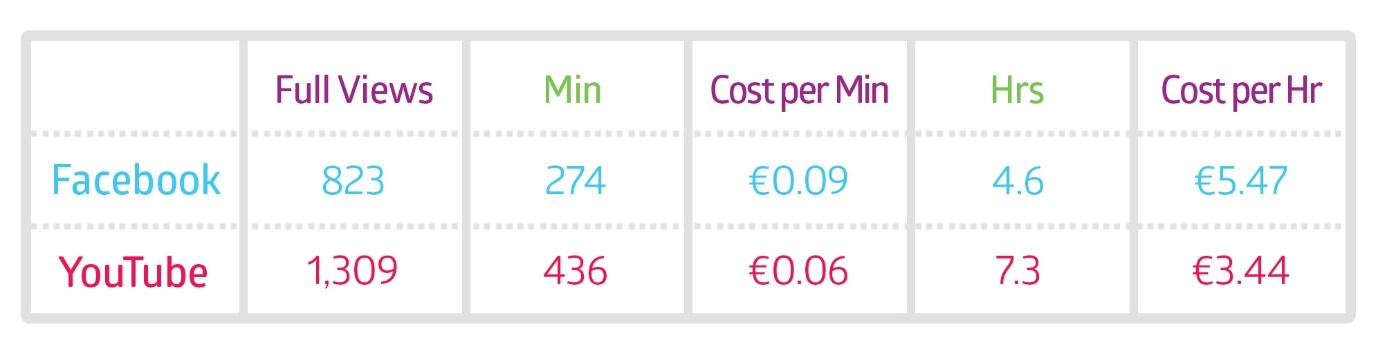 Full Views Min Cost per Min Hrs Cost per Hr
Facebook 823 274 €0.09 4.6 €5.47
YouTube 1,309 436 €0.06 7.3 €3.44